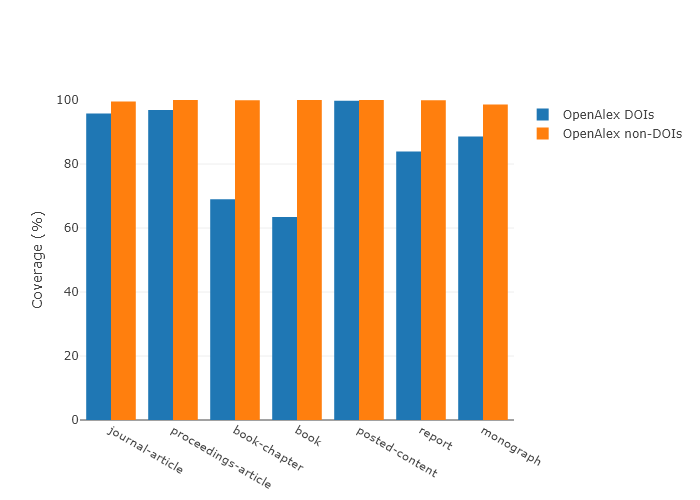 OpenAlex DOIs
OpenAlex non-DOIs
Coverage (%)
100
80
60
40
20
0
journal-article
proceedings-article
book-chapter
book
posted-content
report
monograph